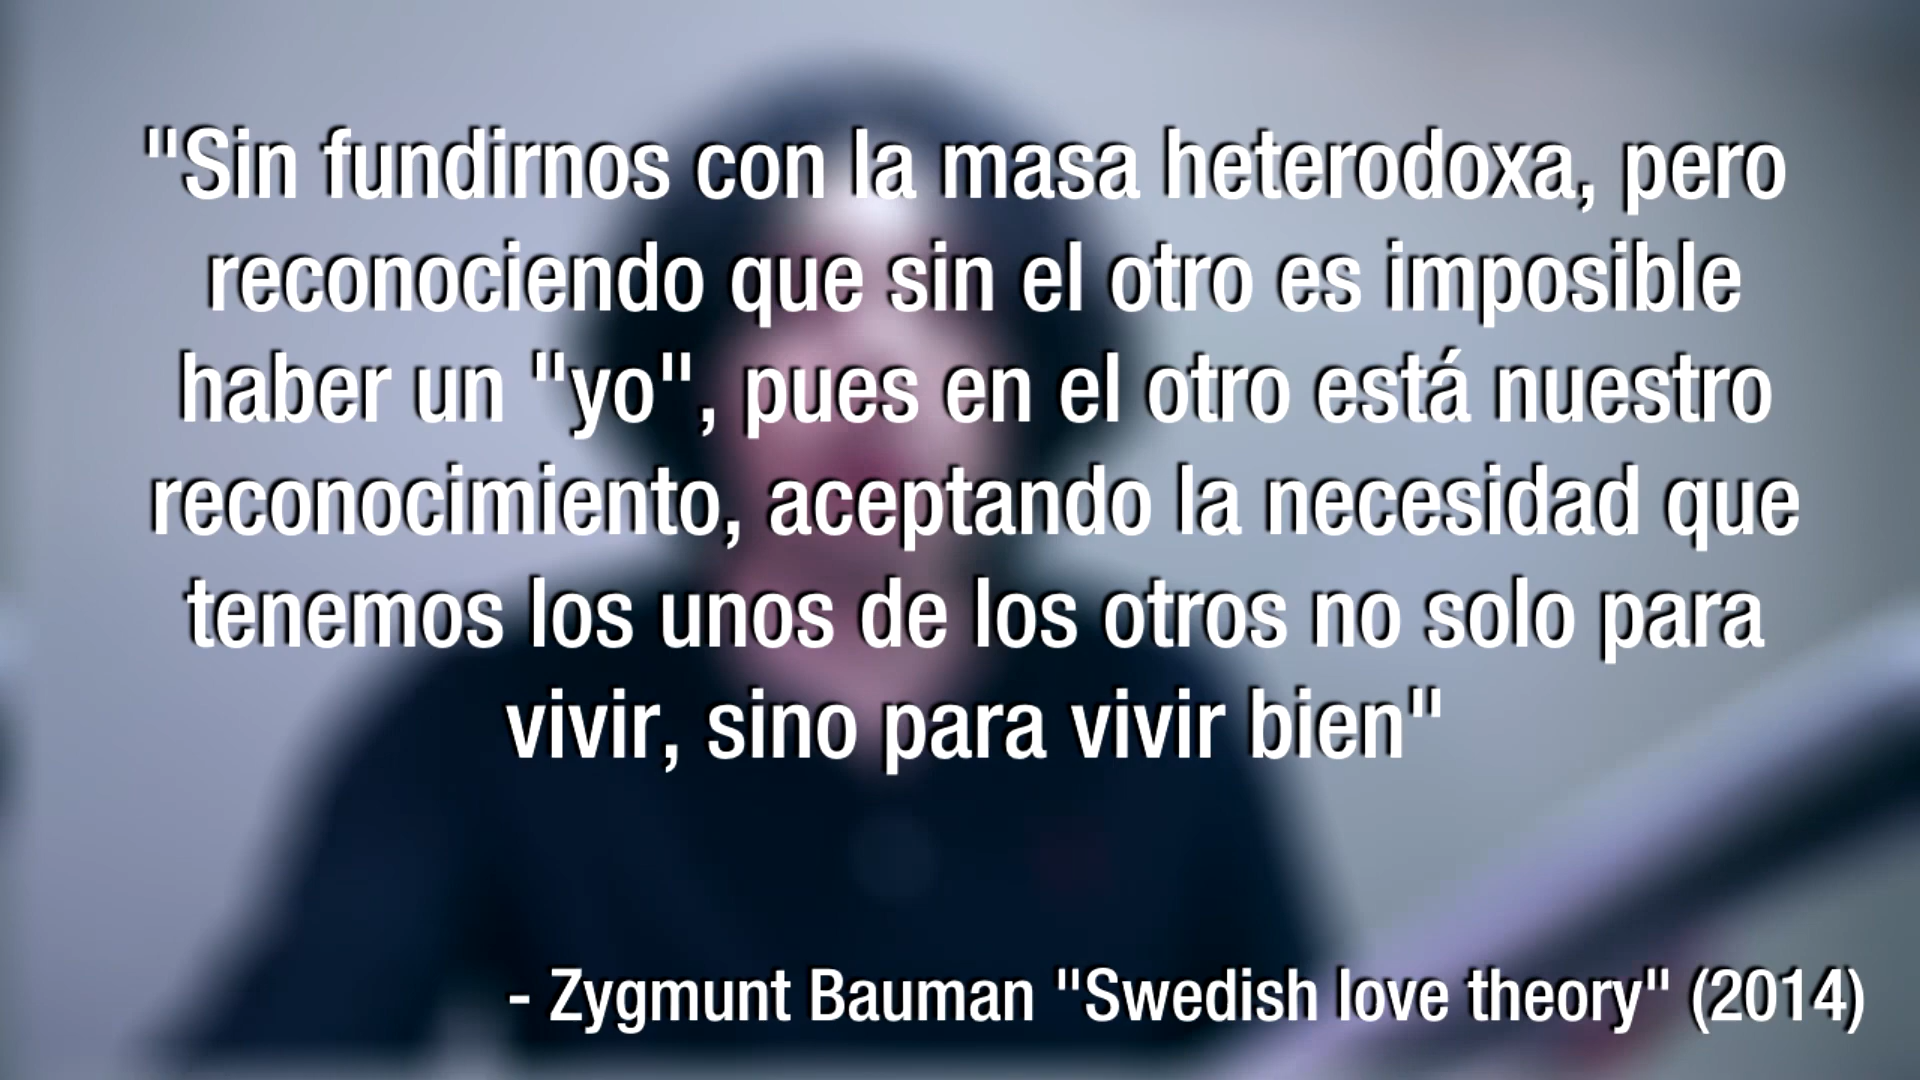 "Sin fundirnos con la masa heterodoxa, pero
reconociendo que sin el otro es imposible
haber un "yo", pues en el otro está nuestro
reconocimiento, aceptando la necesidad que
tenemos los unos de los otros no solo para
vivir, sino para vivir bien"
- Zygmunt Bauman "Swedish love theory" (2014)